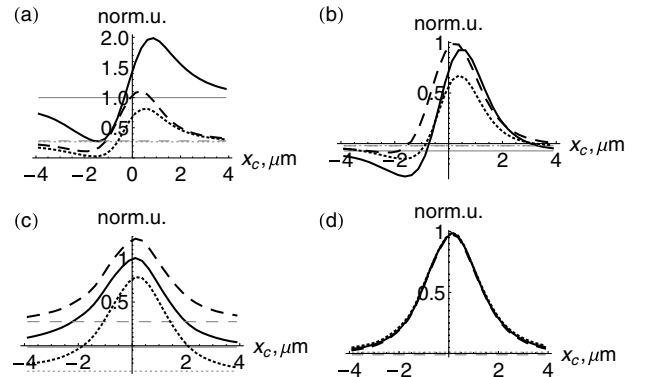 (a) norm.u.
2.0
1.5
1.0
0.5
−4 −2 0 2 4
x_c, μm
(b) norm.u.
1
0.5
−4 −2 0 2 4
x_c, μm
(c) norm.u.
1
0.5
−4 −2 0 2 4
x_c, μm
(d) norm.u.
1
0.5
−4 −2 0 2 4
x_c, μm